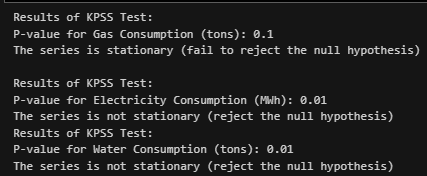 Results of KPSS Test:
P-value for Gas Consumption (tons): 0.1
The series is stationary (fail to reject the null hypothesis)
Results of KPSS Test:
P-value for Electricity Consumption (MWh): 0.01
The series is not stationary (reject the null hypothesis)
Results of KPSS Test:
P-value for Water Consumption (tons): 0.01
The series is not stationary (reject the null hypothesis)